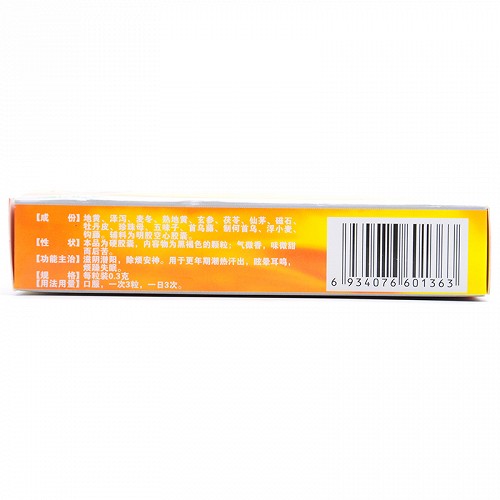 【成　份】地黄、泽泻、麦冬、熟地黄、玄参、茯苓、仙茅、磁石、
牡丹皮、珍珠母、五味子、首乌藤、制何首乌、浮小麦、
钩藤。辅料为明胶空心胶囊。
【性　状】本品为硬胶囊，内容物为黑褐色的颗粒；气微香，味微甜
而后苦。
【功能主治】滋阴潜阳，除烦安神。用于更年期潮热汗出，眩晕耳鸣，
烦躁失眠。
【规　格】每粒装0.3克
【用法用量】口服，一次3粒，一日3次。
6 934076 601363